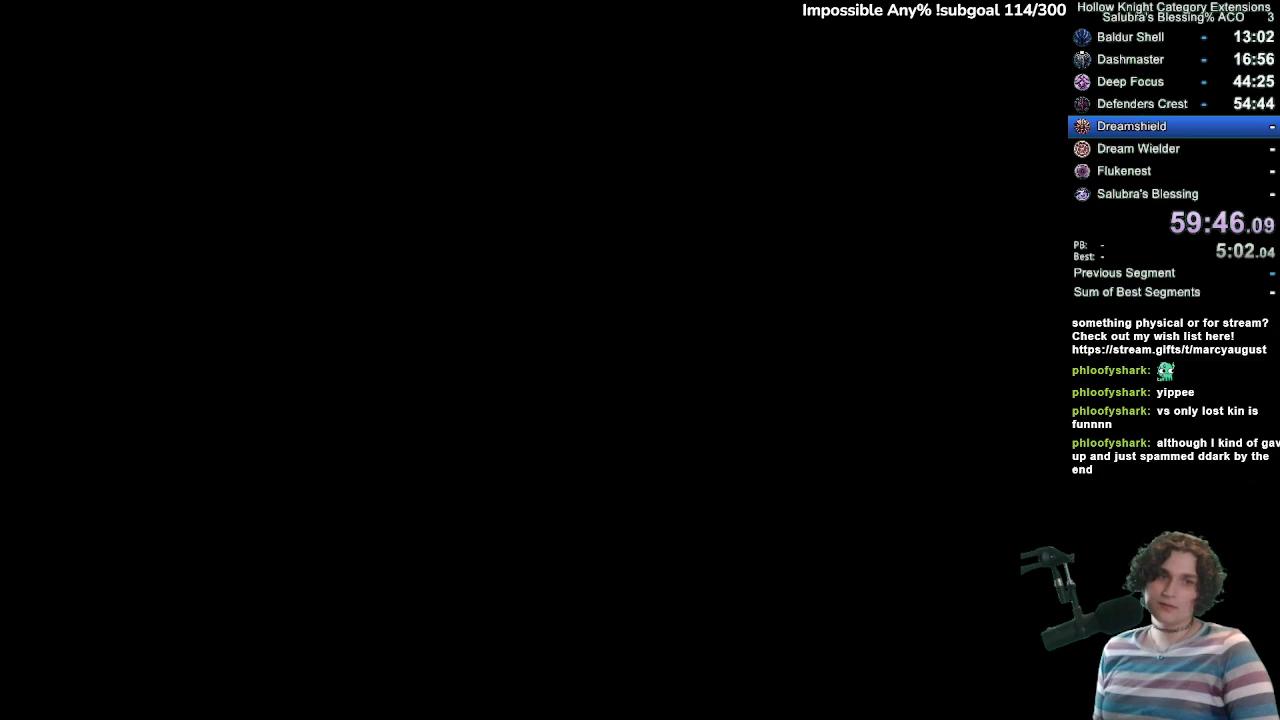 Impossible Any% !subgoal 114/300
Hollow Knight Category Extensions
Salubra's Blessing% ACO 3
Baldur Shell - 13:02
Dashmaster - 16:56
Deep Focus - 44:25
Defenders Crest - 54:44
Dreamshield -
Dream Wielder -
Flukenest -
Salubra's Blessing -
59:46.09
PB: -
Best: -
5:02.04
Previous Segment -
Sum of Best Segments -
something physical or for stream?
Check out my wish list here!
https://stream.gifts/t/marcyaugust
phloofyshark:
phloofyshark: yippee
phloofyshark: vs only lost kin is
funnnn
phloofyshark: although I kind of gav
up and just spammed ddark by the
end